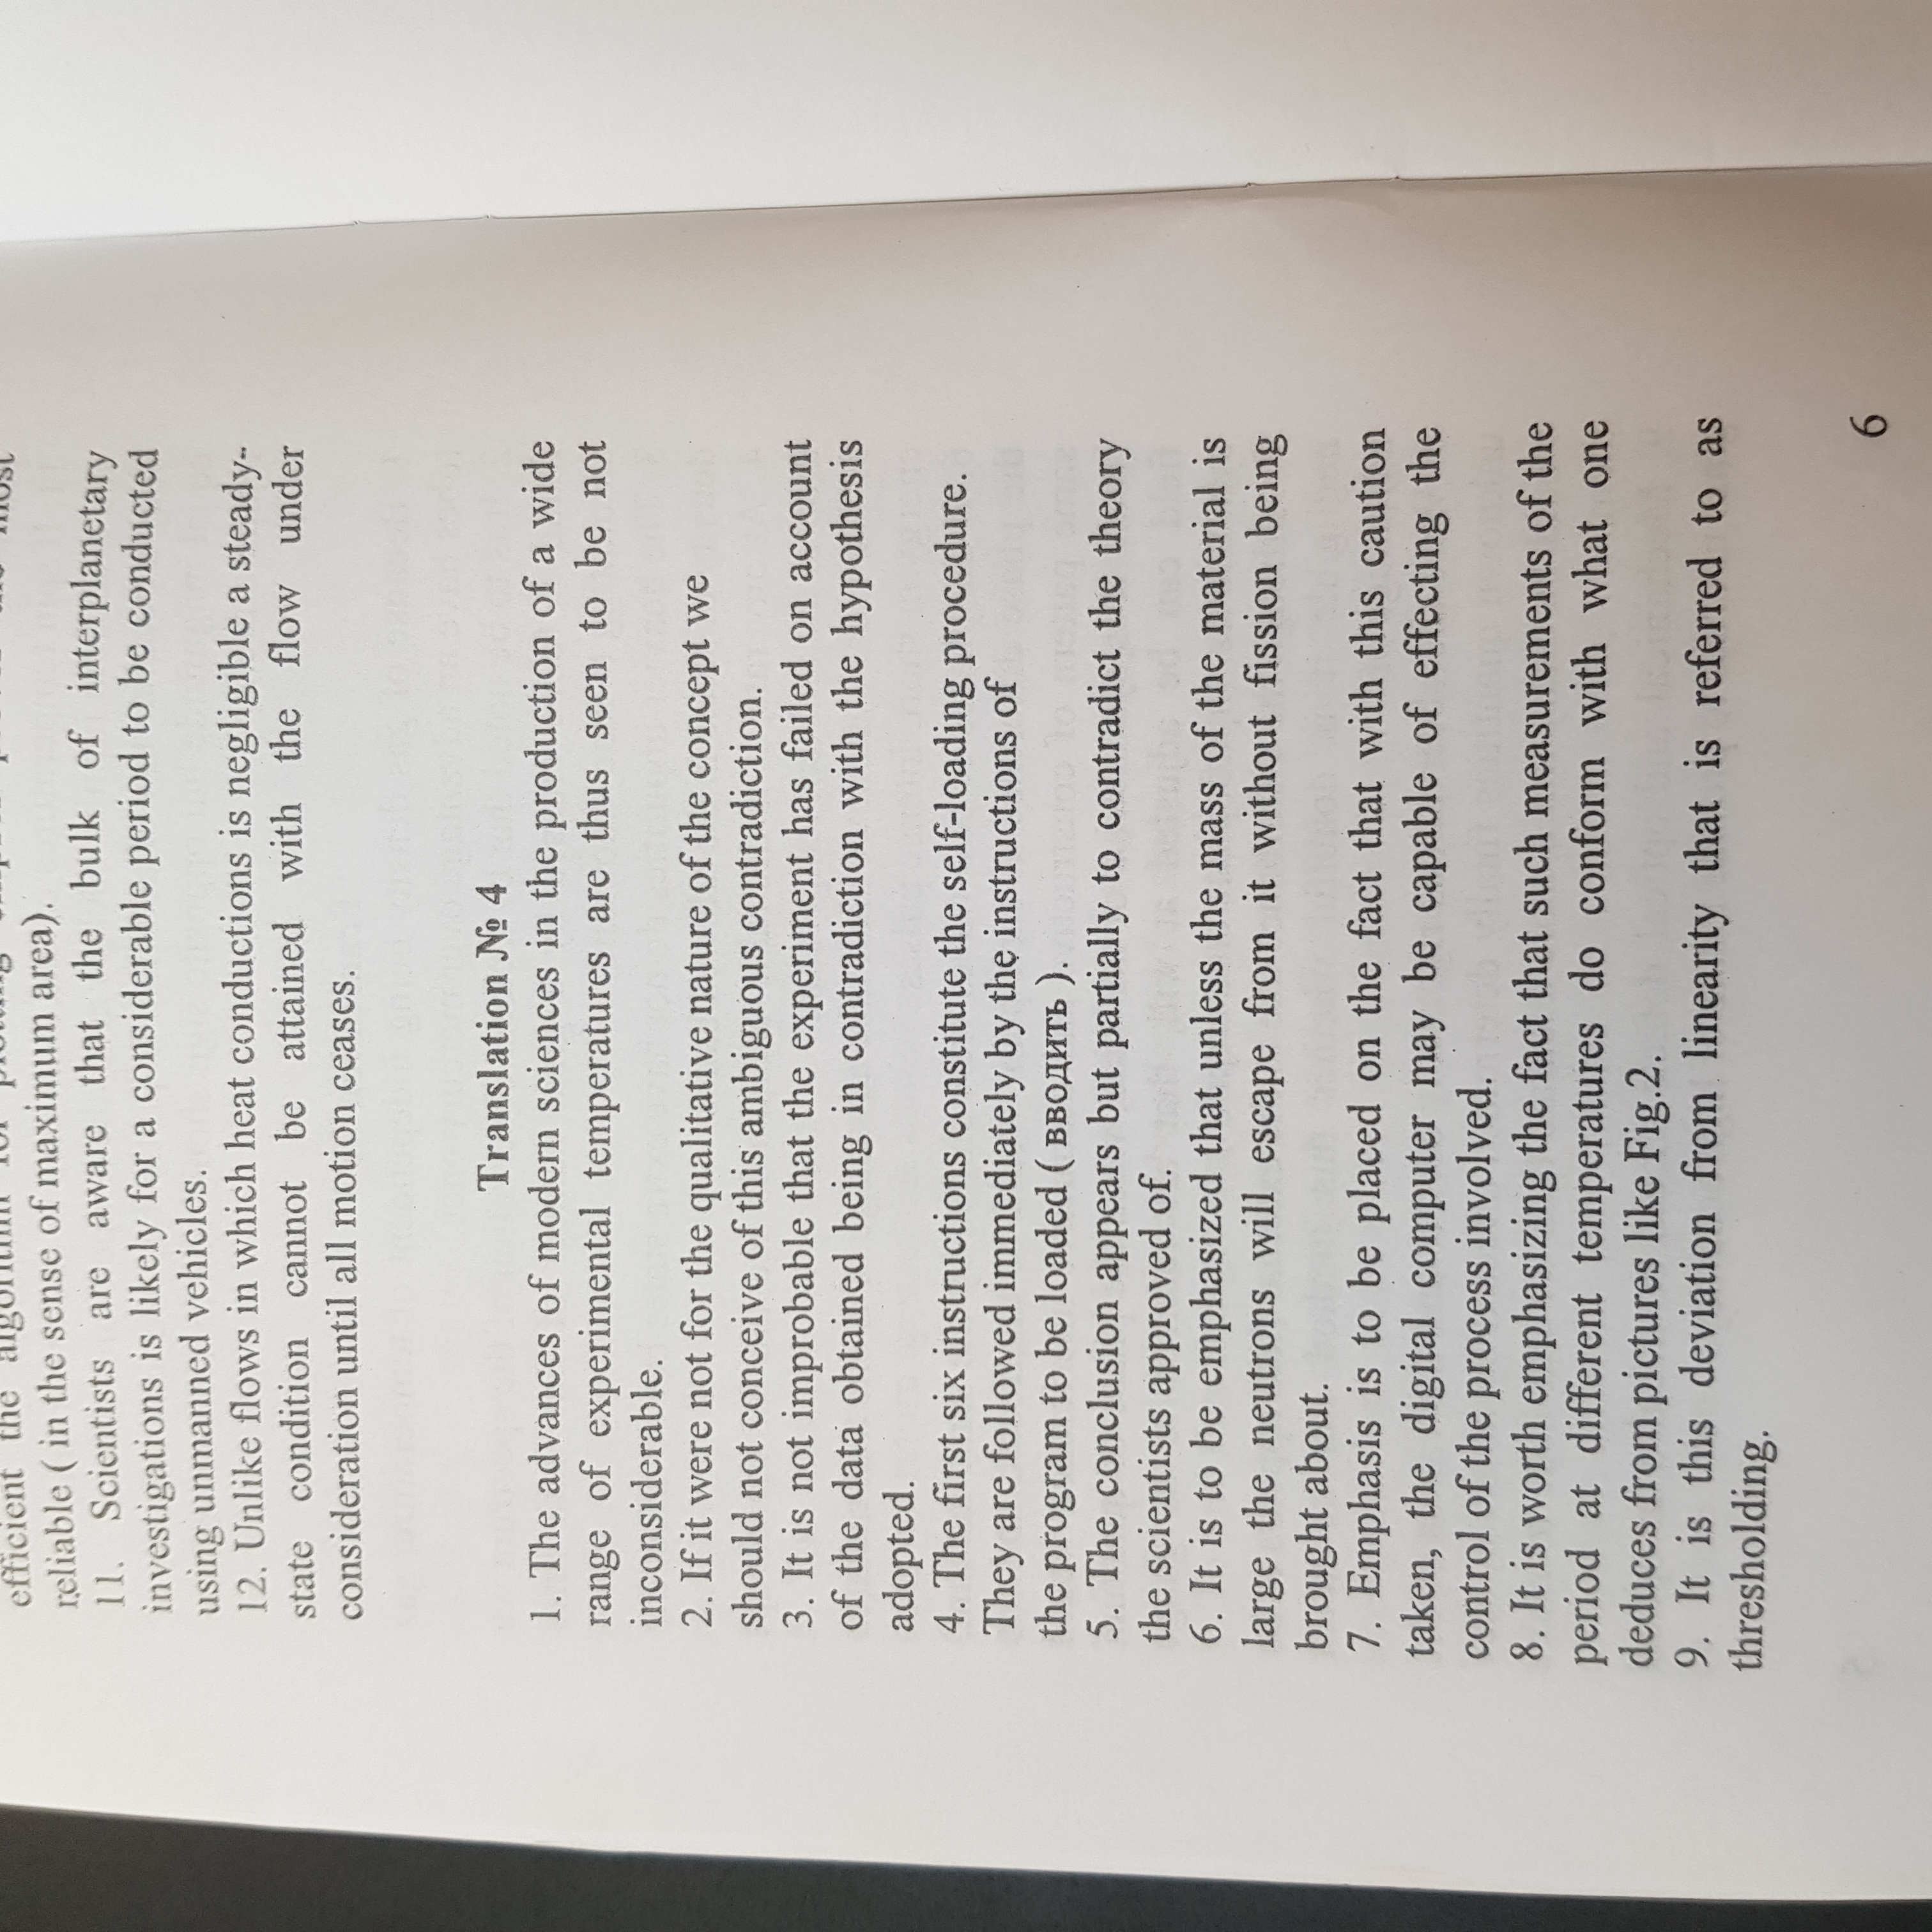 efficient the algorithm for plotting the most
reliable ( in the sense of maximum area).
11. Scientists are aware that the bulk of interplanetary
investigations is likely for a considerable period to be conducted
using unmanned vehicles.
12. Unlike flows in which heat conductions is negligible a steady-
state condition cannot be attained with the flow under
consideration until all motion ceases.
Translation № 4
1. The advances of modern sciences in the production of a wide
range of experimental temperatures are thus seen to be not
inconsiderable.
2. If it were not for the qualitative nature of the concept we
should not conceive of this ambiguous contradiction.
3. It is not improbable that the experiment has failed on account
of the data obtained being in contradiction with the hypothesis
adopted.
4. The first six instructions constitute the self-loading procedure.
They are followed immediately by the instructions of
the program to be loaded ( вводить ).
5. The conclusion appears but partially to contradict the theory
the scientists approved of.
6. It is to be emphasized that unless the mass of the material is
large the neutrons will escape from it without fission being
brought about.
7. Emphasis is to be placed on the fact that with this caution
taken, the digital computer may be capable of effecting the
control of the process involved.
8. It is worth emphasizing the fact that such measurements of the
period at different temperatures do conform with what one
deduces from pictures like Fig.2.
9. It is this deviation from linearity that is referred to as
thresholding.
6